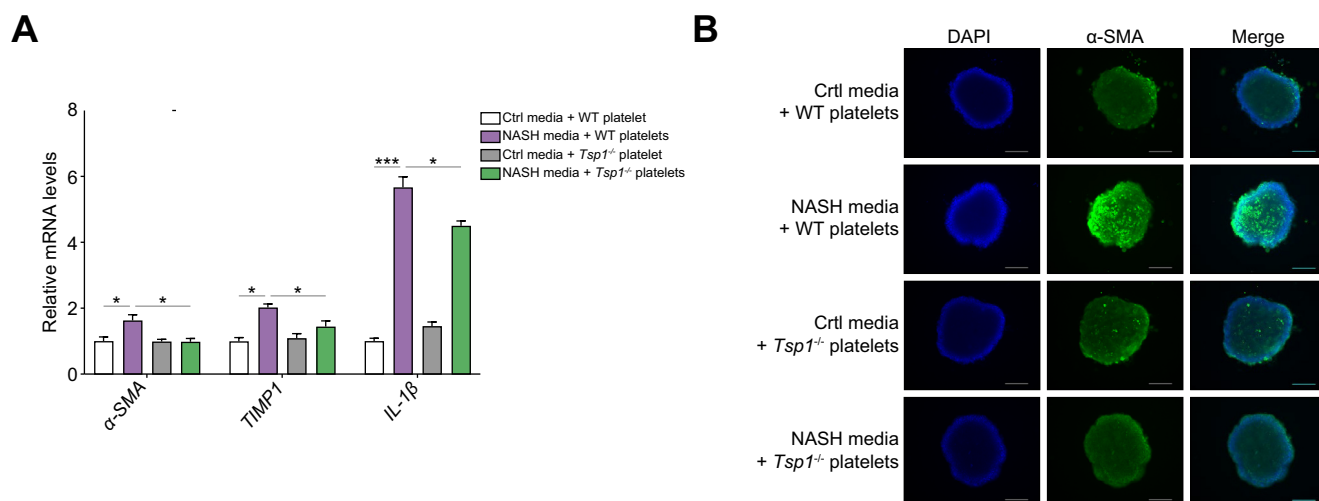 A
Relative mRNA levels
8
6
4
2
0
-
Ctrl media + WT platelet
NASH media + WT platelets
Ctrl media + Tsp1-/- platelet
NASH media + Tsp1-/- platelets
*
*
*
*
***
*
α-SMA
TIMP1
IL-1β
B
DAPI
α-SMA
Merge
Crtl media
+ WT platelets
NASH media
+ WT platelets
Crtl media
+ Tsp1-/- platelets
NASH media
+ Tsp1-/- platelets